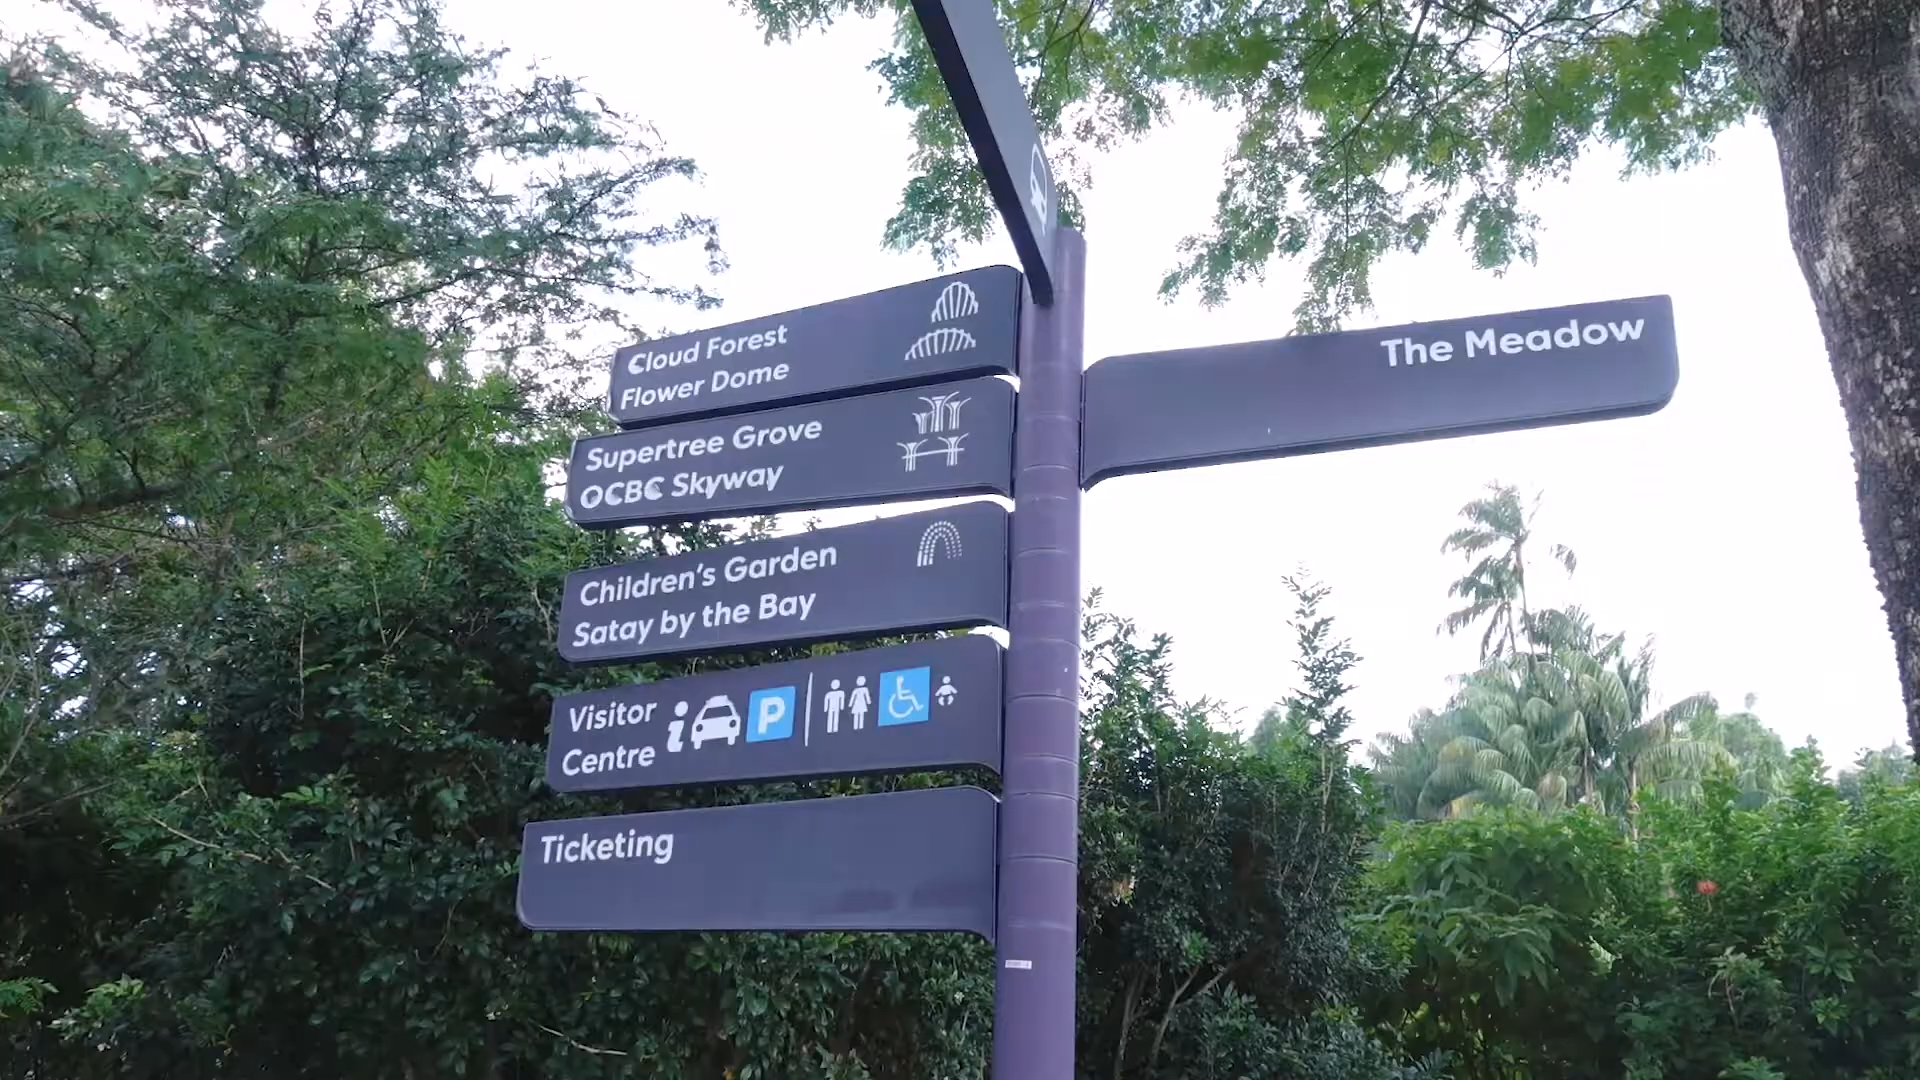 Cloud Forest
Flower Dome
Supertree Grove
OCBC Skyway
Children's Garden
Satay by the Bay
Visitor
Centre
P
Ticketing
The Meadow